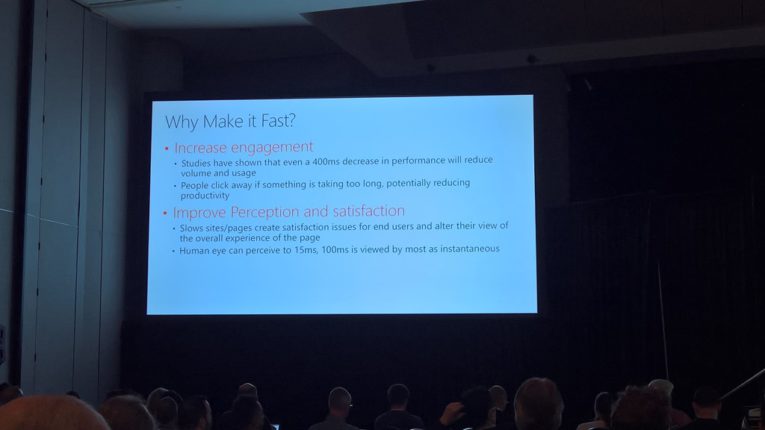 Why Make it Fast?
• Increase engagement
• Studies have shown that even a 400ms decrease in performance will reduce
volume and usage
• People click away if something is taking too long, potentially reducing
productivity
• Improve Perception and satisfaction
• Slows sites/pages create satisfaction issues for end users and alter their view of
the overall experience of the page
• Human eye can perceive to 15ms, 100ms is viewed by most as instantaneous